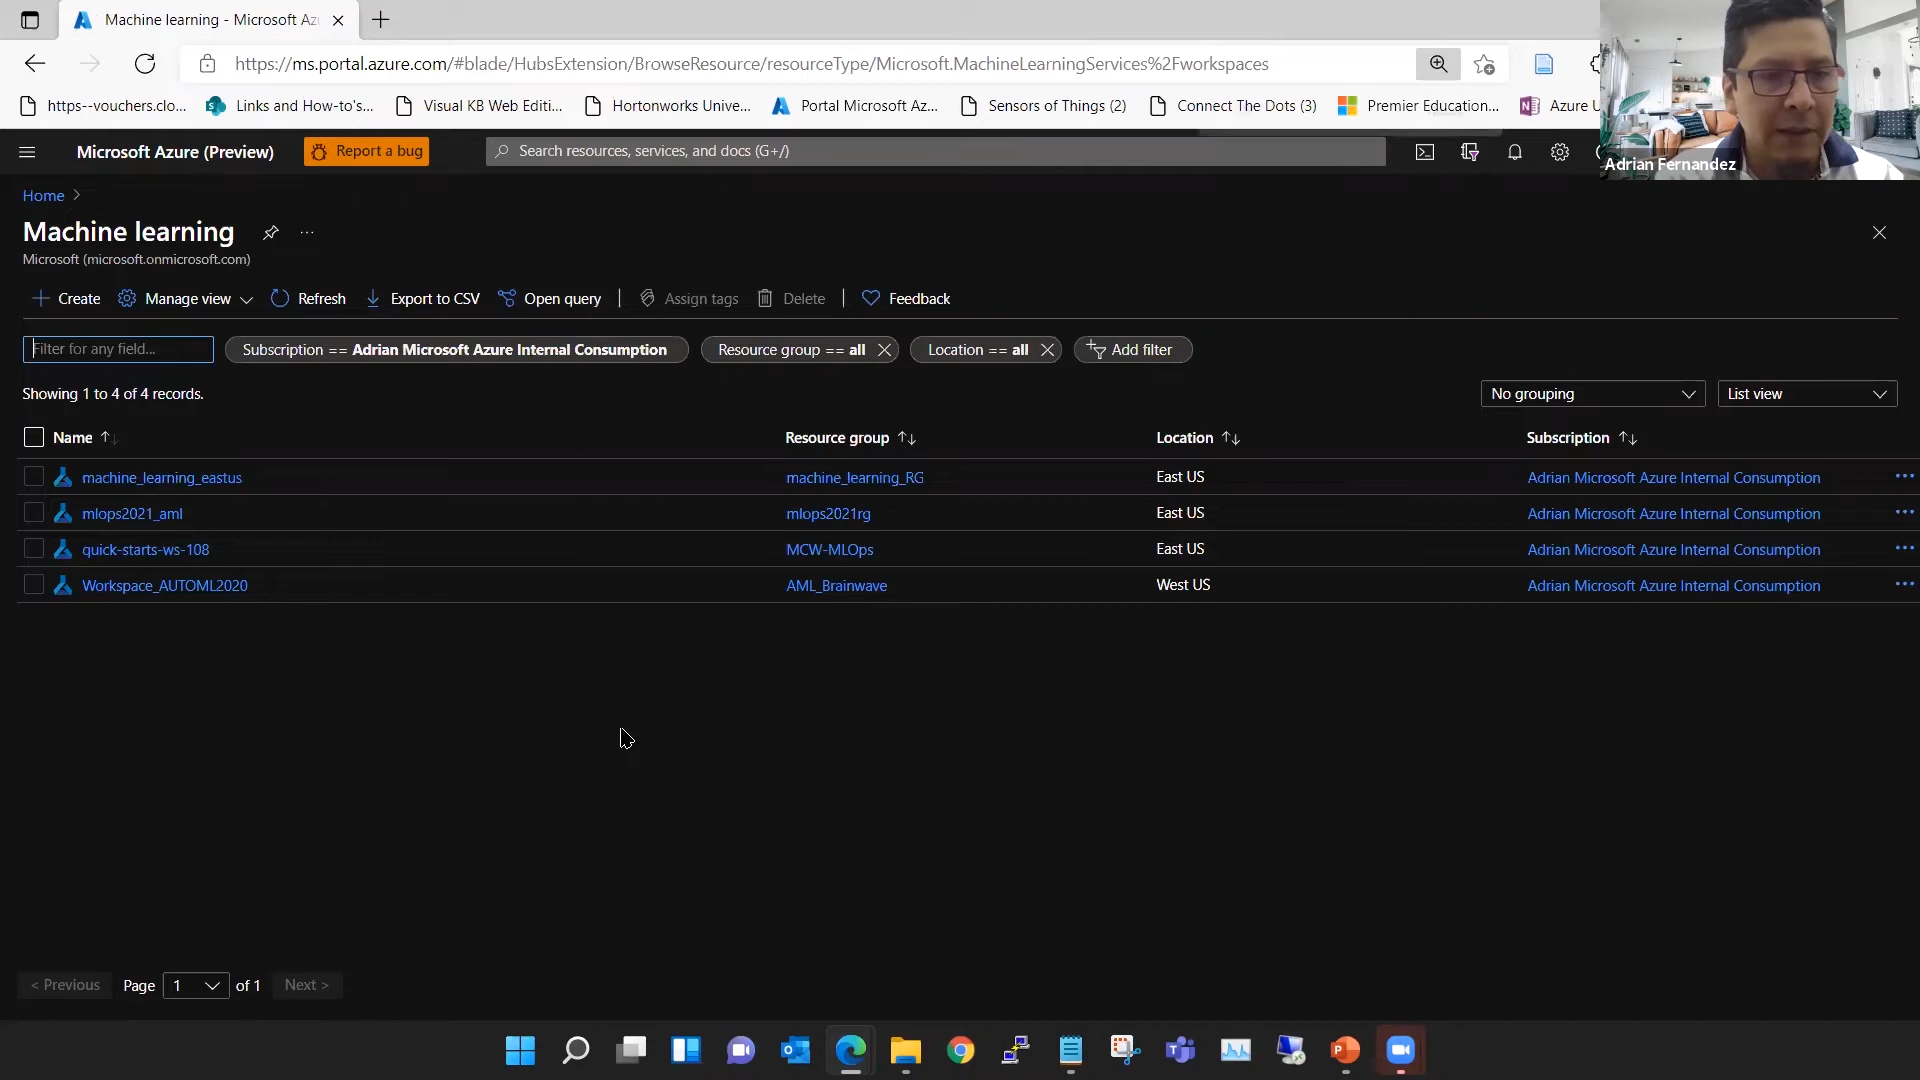 Machine learning - Microsoft Az
https://ms.portal.azure.com/#blade/HubsExtension/BrowseResource/resourceType/Microsoft.MachineLearningServices%2Fworkspaces
https--vouchers.clo... Links and How-to's... Visual KB Web Editi... Hortonworks Unive... Portal Microsoft Az... Sensors of Things (2) Connect The Dots (3) Premier Education... Azure U
Microsoft Azure (Preview) Report a bug Search resources, services, and docs (G+/)
Adrian Fernandez
Home >
Machine learning
Microsoft (microsoft.onmicrosoft.com)
Create Manage view Refresh Export to CSV Open query Assign tags Delete Feedback
Filter for any field... Subscription == Adrian Microsoft Azure Internal Consumption Resource group == all Location == all Add filter
Showing 1 to 4 of 4 records. No grouping List view
Name Resource group Location Subscription
machine_learning_eastus machine_learning_RG East US Adrian Microsoft Azure Internal Consumption
mlops2021_aml mlops2021rg East US Adrian Microsoft Azure Internal Consumption
quick-starts-ws-108 MCW-MLOps East US Adrian Microsoft Azure Internal Consumption
Workspace_AUTOML2020 AML_Brainwave West US Adrian Microsoft Azure Internal Consumption
< Previous Page 1 of 1 Next >